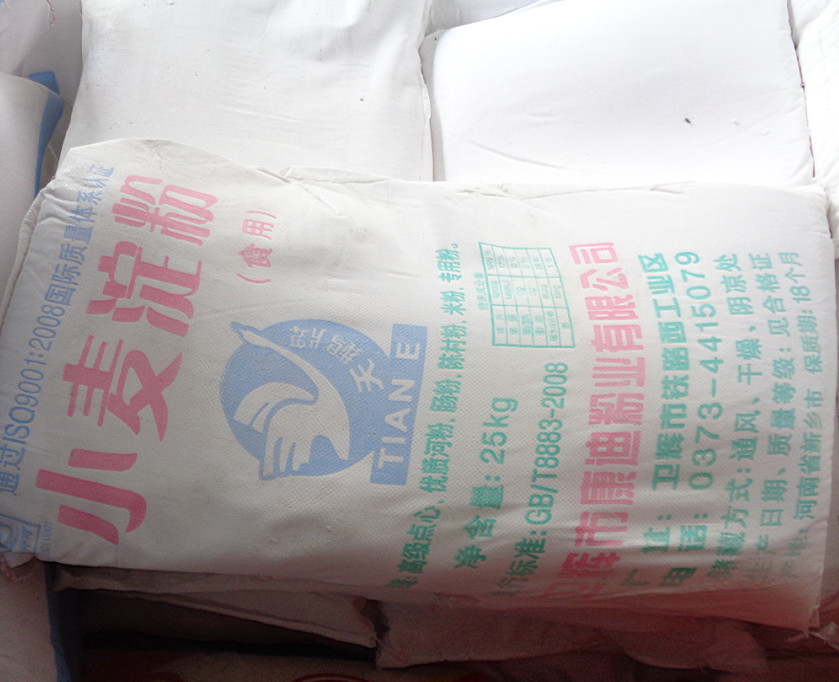 通过ISO9001:2008国际质量体系认证
小麦淀粉
(食用)
天鹅
TIAN E
高级点心、优质河粉、肠粉、陈村粉、米粉、专用粉。
净含量: 25kg
执行标准:GB/T8883-2008
卫辉市康迪粉业有限公司
厂 址: 卫辉市铁路西工业区
电 话: 0373-4415079
储藏方式:通风、干燥、阴凉处
生产日期、质量等级: 见合格证
产地: 河南省新乡市 保质期: 18个月